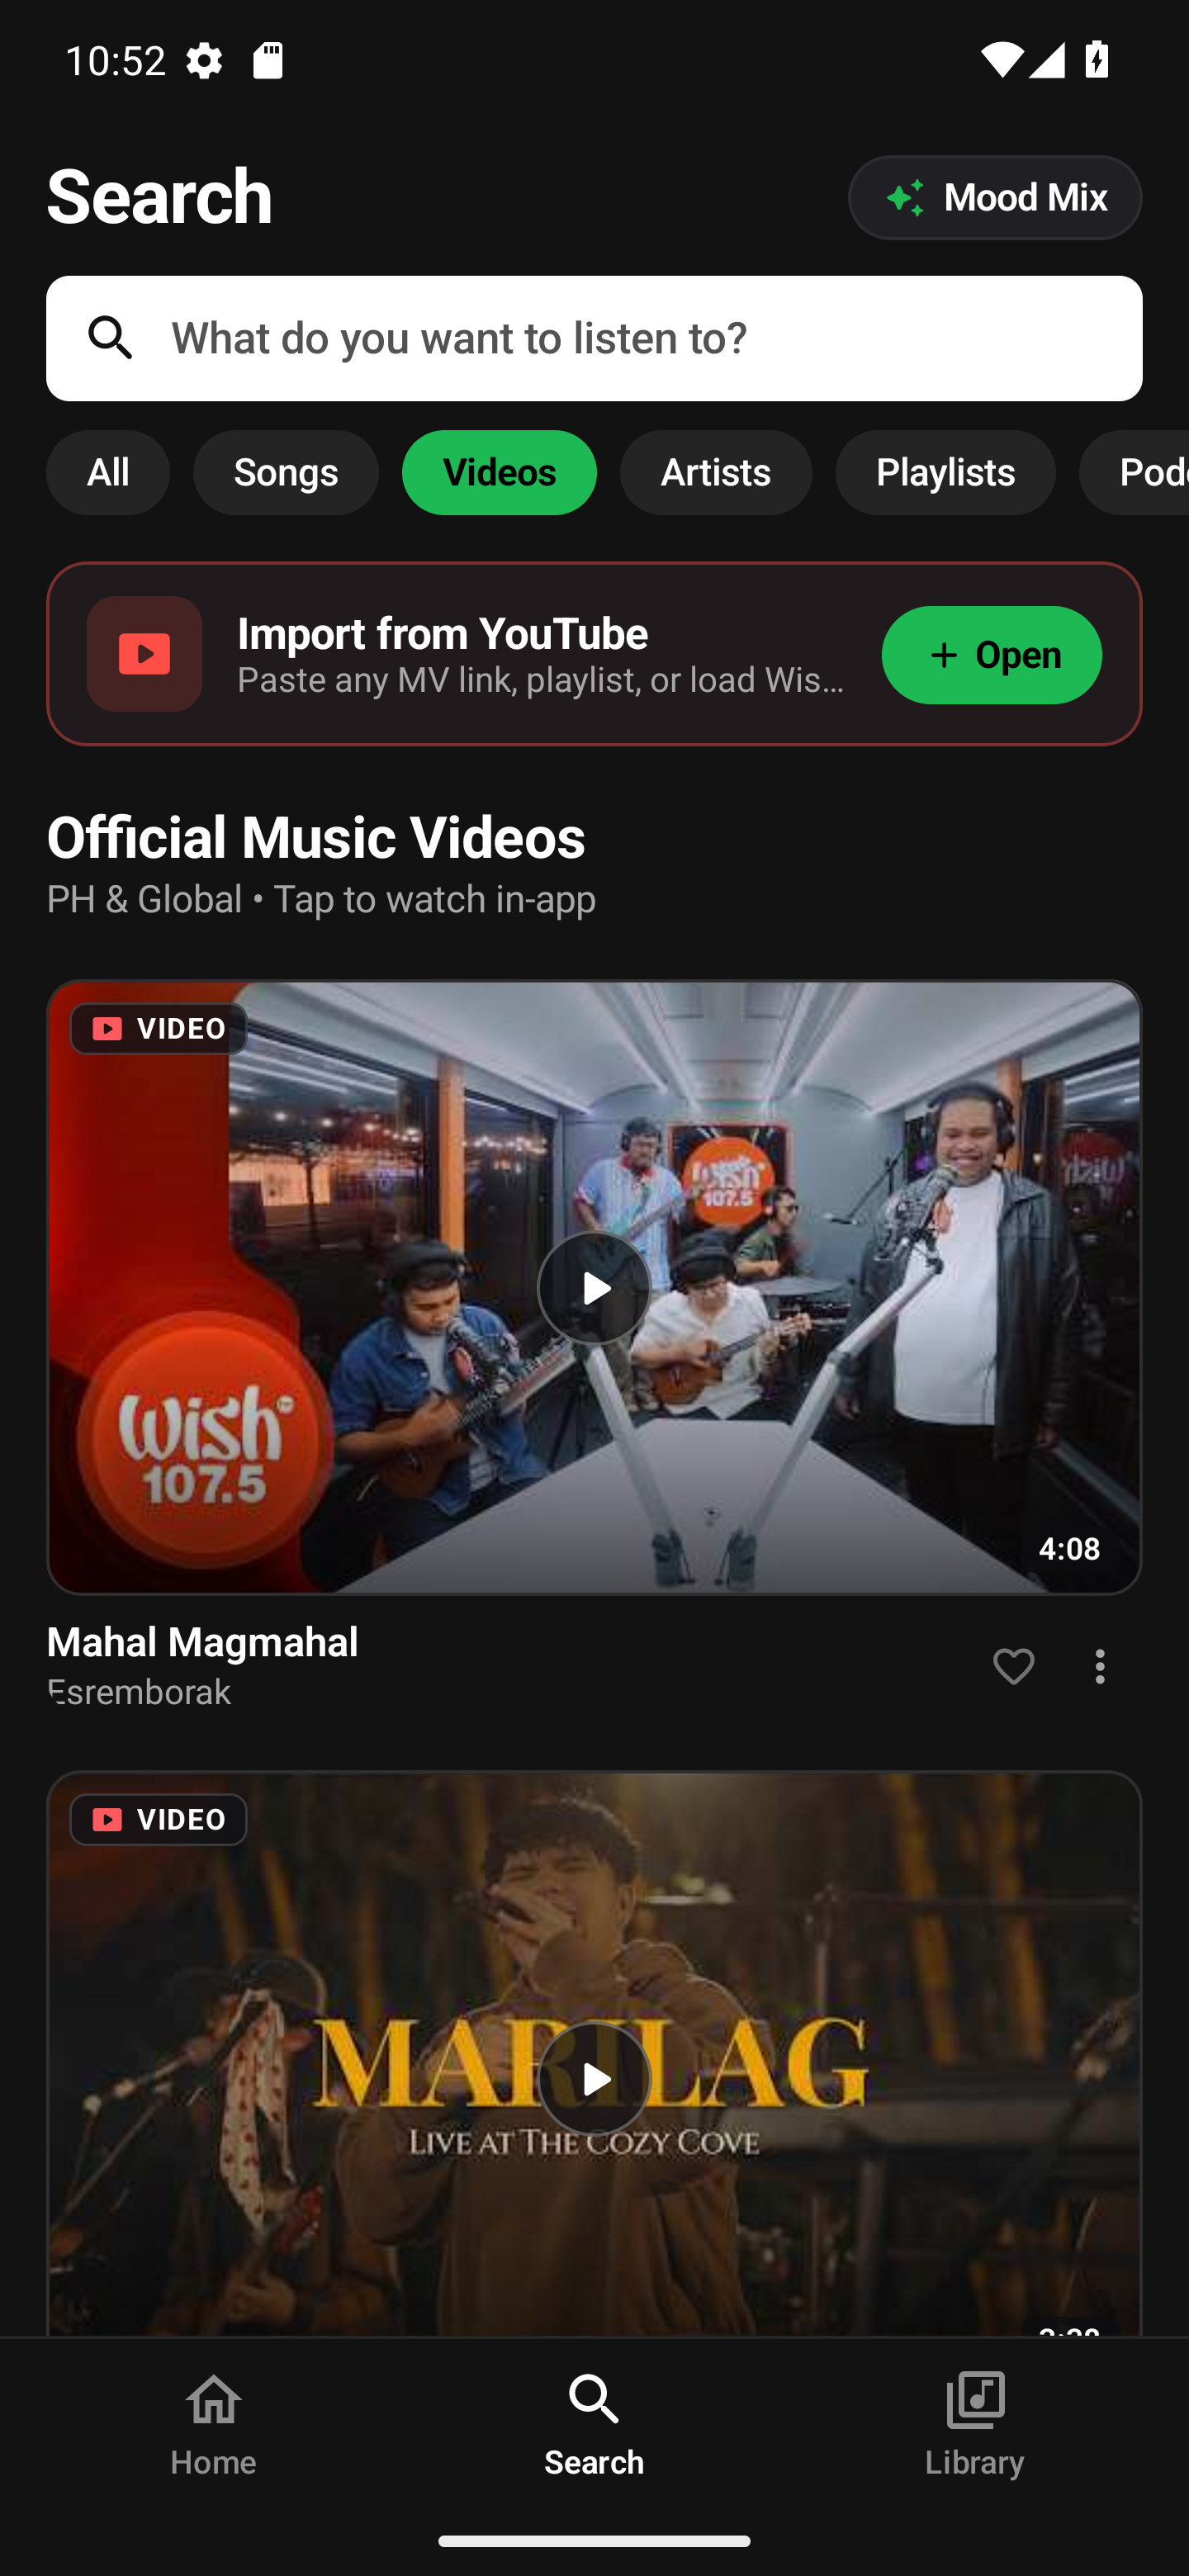 10:52
Search
Mood Mix
What do you want to listen to?
All
Songs
Videos
Artists
Playlists
Import from YouTube
Paste any MV link, playlist, or load Wis...
Open
Official Music Videos
PH & Global • Tap to watch in-app
VIDEO
wish
107.5
wish
107.5
4:08
Mahal Magmahal
Esremborak
VIDEO
MARILAG
LIVE AT THE COZY COVE
Home
Search
Library